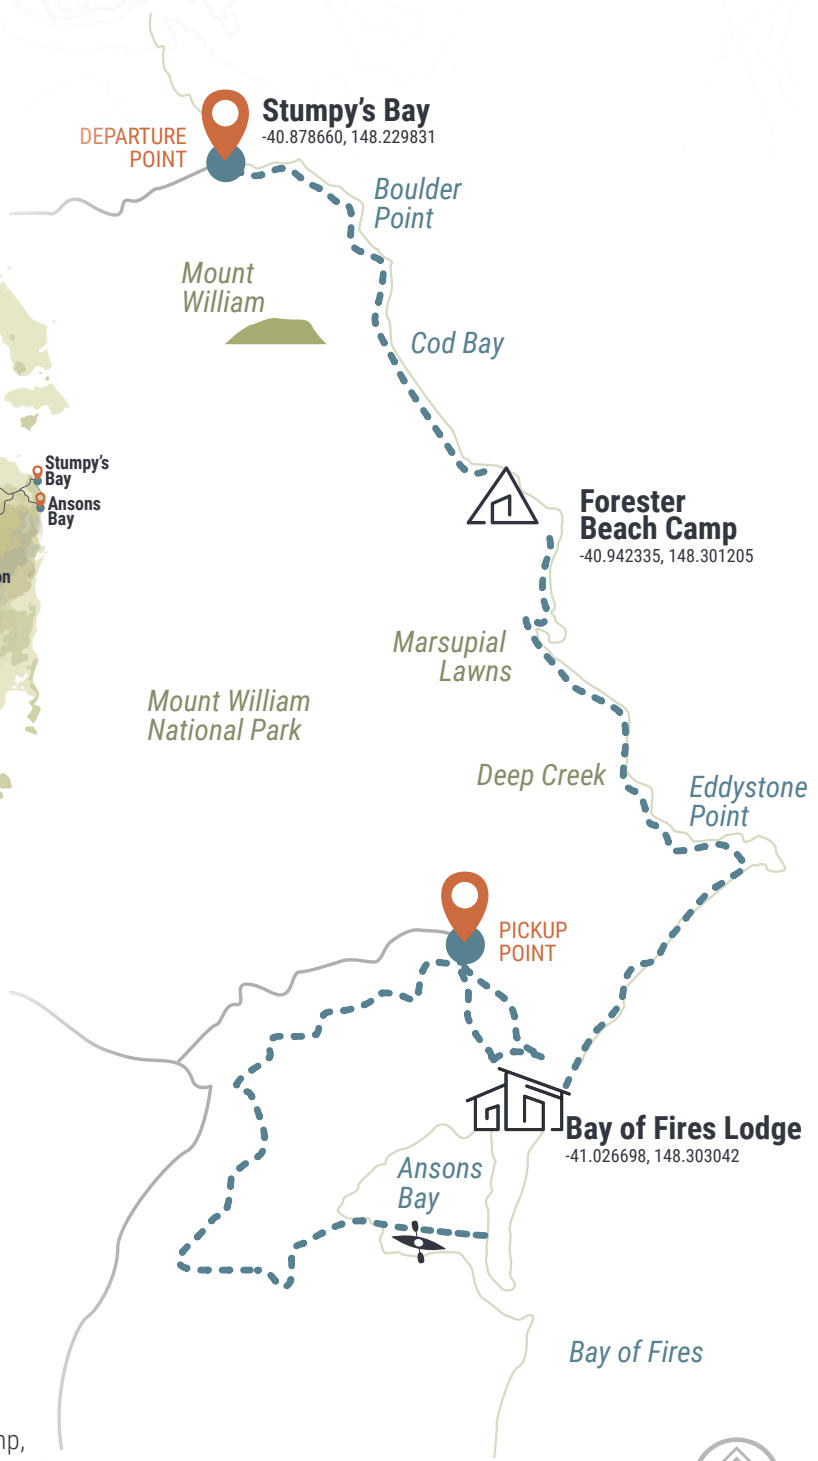 Stumpy’s Bay
-40.878660, 148.229831
DEPARTURE
POINT
Boulder
Point
Mount
William
Cod Bay
Stumpy’s
Bay
Ansons
Bay
Forester
Beach Camp
-40.942335, 148.301205
Marsupial
Lawns
Mount William
National Park
Deep Creek
Eddystone
Point
PICKUP
POINT
Bay of Fires Lodge
-41.026698, 148.303042
Ansons
Bay
Bay of Fires